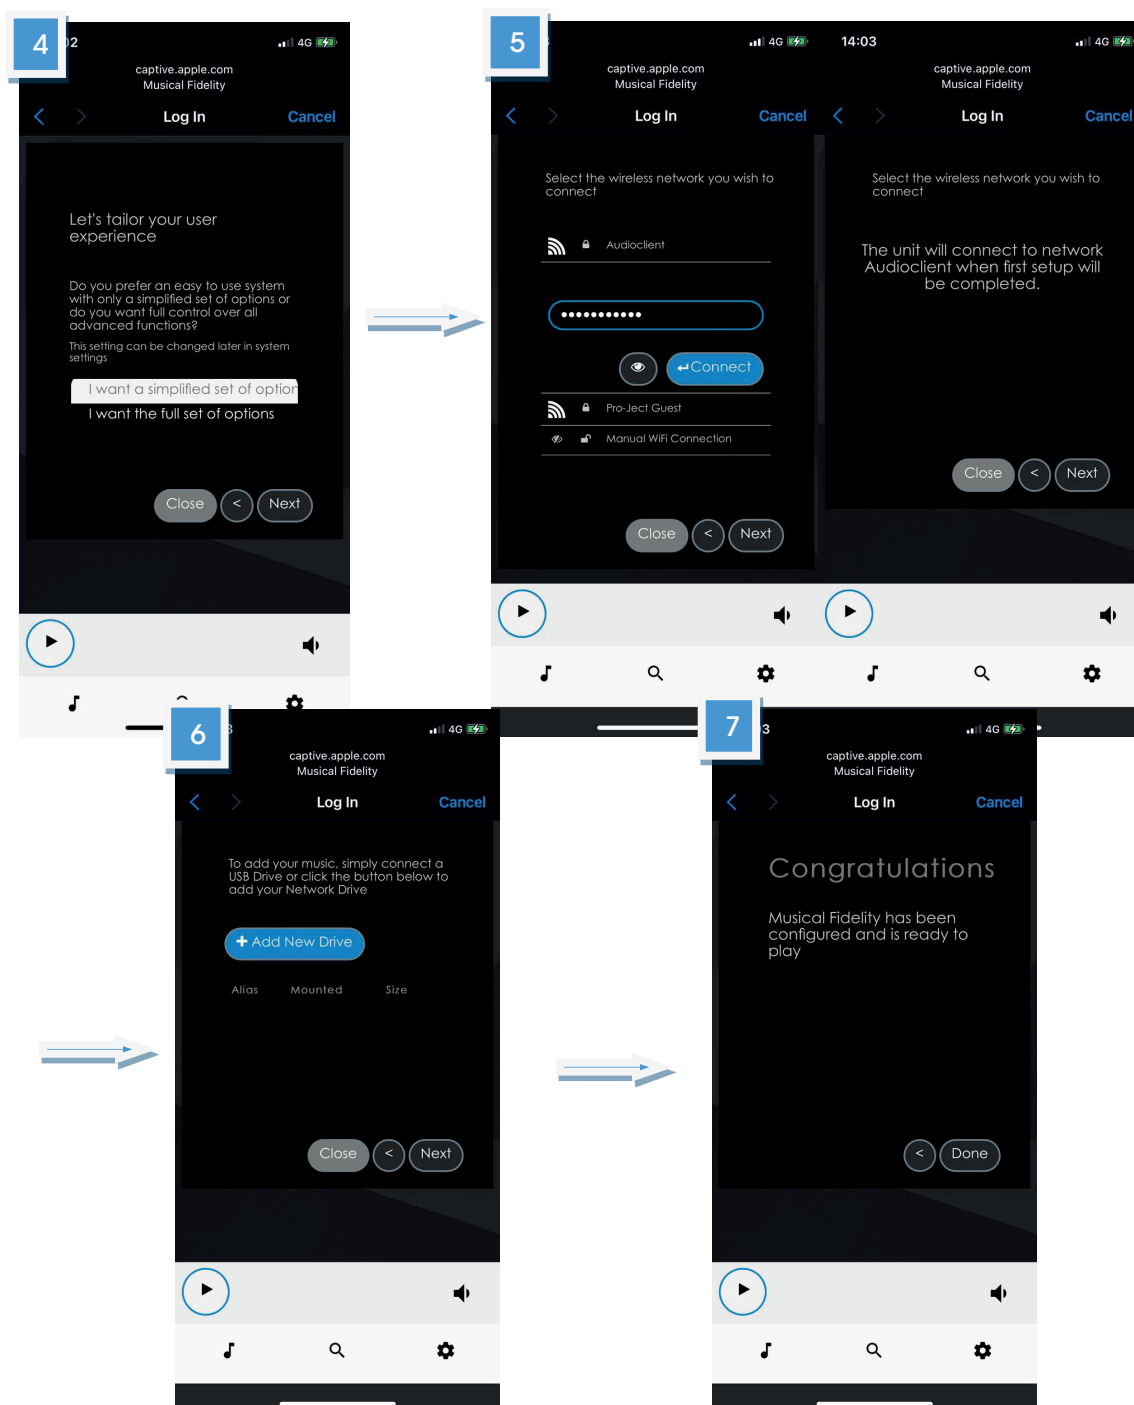 4
02
4G
captive.apple.com
Musical Fidelity
Log In
Cancel
Let's tailor your user
experience
Do you prefer an easy to use system
with only a simplified set of options or
do you want full control over all
advanced functions?
This setting can be changed later in system
settings
I want a simplified set of option
I want the full set of options
Close
<
Next
5
4G
captive.apple.com
Musical Fidelity
Log In
Cancel
Select the wireless network you wish to
connect
Audioclient
•••••••••••
Connect
Pro-Ject Guest
Manual WiFi Connection
Close
<
Next
14:03
4G
captive.apple.com
Musical Fidelity
Log In
Cancel
Select the wireless network you wish to
connect
The unit will connect to network
Audioclient when first setup will
be completed.
Close
<
Next
6
3
4G
captive.apple.com
Musical Fidelity
Log In
Cancel
To add your music, simply connect a
USB Drive or click the button below to
add your Network Drive
+ Add New Drive
Alias Mounted Size
Close
<
Next
7
03
4G
captive.apple.com
Musical Fidelity
Log In
Cancel
Congratulations
Musical Fidelity has been
configured and is ready to
play
<
Done